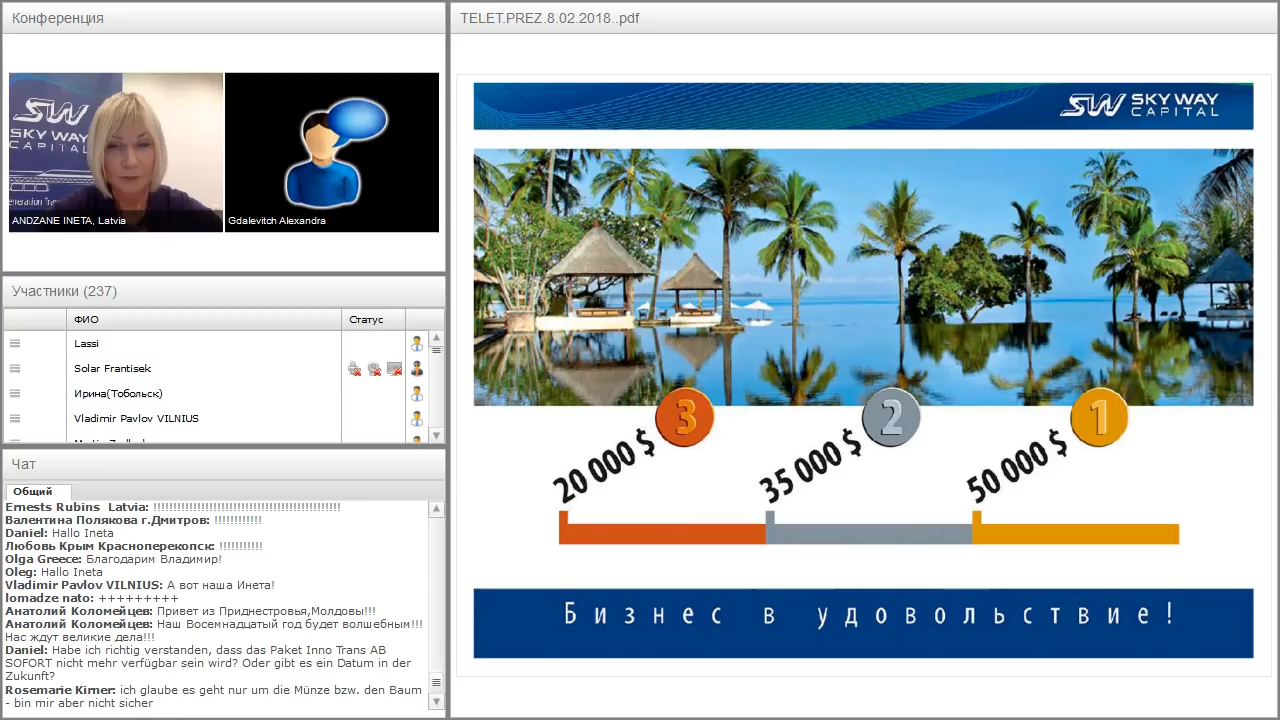 Конференция
SW SKY WAY
CAPITAL
ANDZANE INETA, Latvia
Gdalevitch Alexandra
Участники (237)
ФИО
Статус
Lassi
Solar Frantisek
Ирина(Тобольск)
Vladimir Pavlov VILNIUS
Чат
Общий
Ernests Rubins Latvia: !!!!!!!!!!!!!!!!!!!!!!!!!!!!!!!!!!!!!!!!!!!!!!!
Валентина Полякова г.Дмитров: !!!!!!!!!!!!
Daniel: Hallo Ineta
Любовь Крым Красноперекопск: !!!!!!!!!!!
Olga Greece: Благодарим Владимир!
Oleg: Hallo Ineta
Vladimir Pavlov VILNIUS: А вот наша Инета!
lomadze nato: +++++++++
Анатолий Коломейцев: Привет из Приднестровья,Молдовы!!!
Анатолий Коломейцев: Наш Восемнадцатый год будет волшебным!!!
Нас ждут великие дела!!!
Daniel: Habe ich richtig verstanden, dass das Paket Inno Trans AB
SOFORT nicht mehr verfügbar sein wird? Oder gibt es ein Datum in der
Zukunft?
Rosemarie Kirner: ich glaube es geht nur um die Münze bzw. den Baum
- bin mir aber nicht sicher
TELET.PREZ.8.02.2018..pdf
SW SKY WAY
CAPITAL
3
2
1
20 000 $
35 000 $
50 000 $
Бизнес в удовольствие!